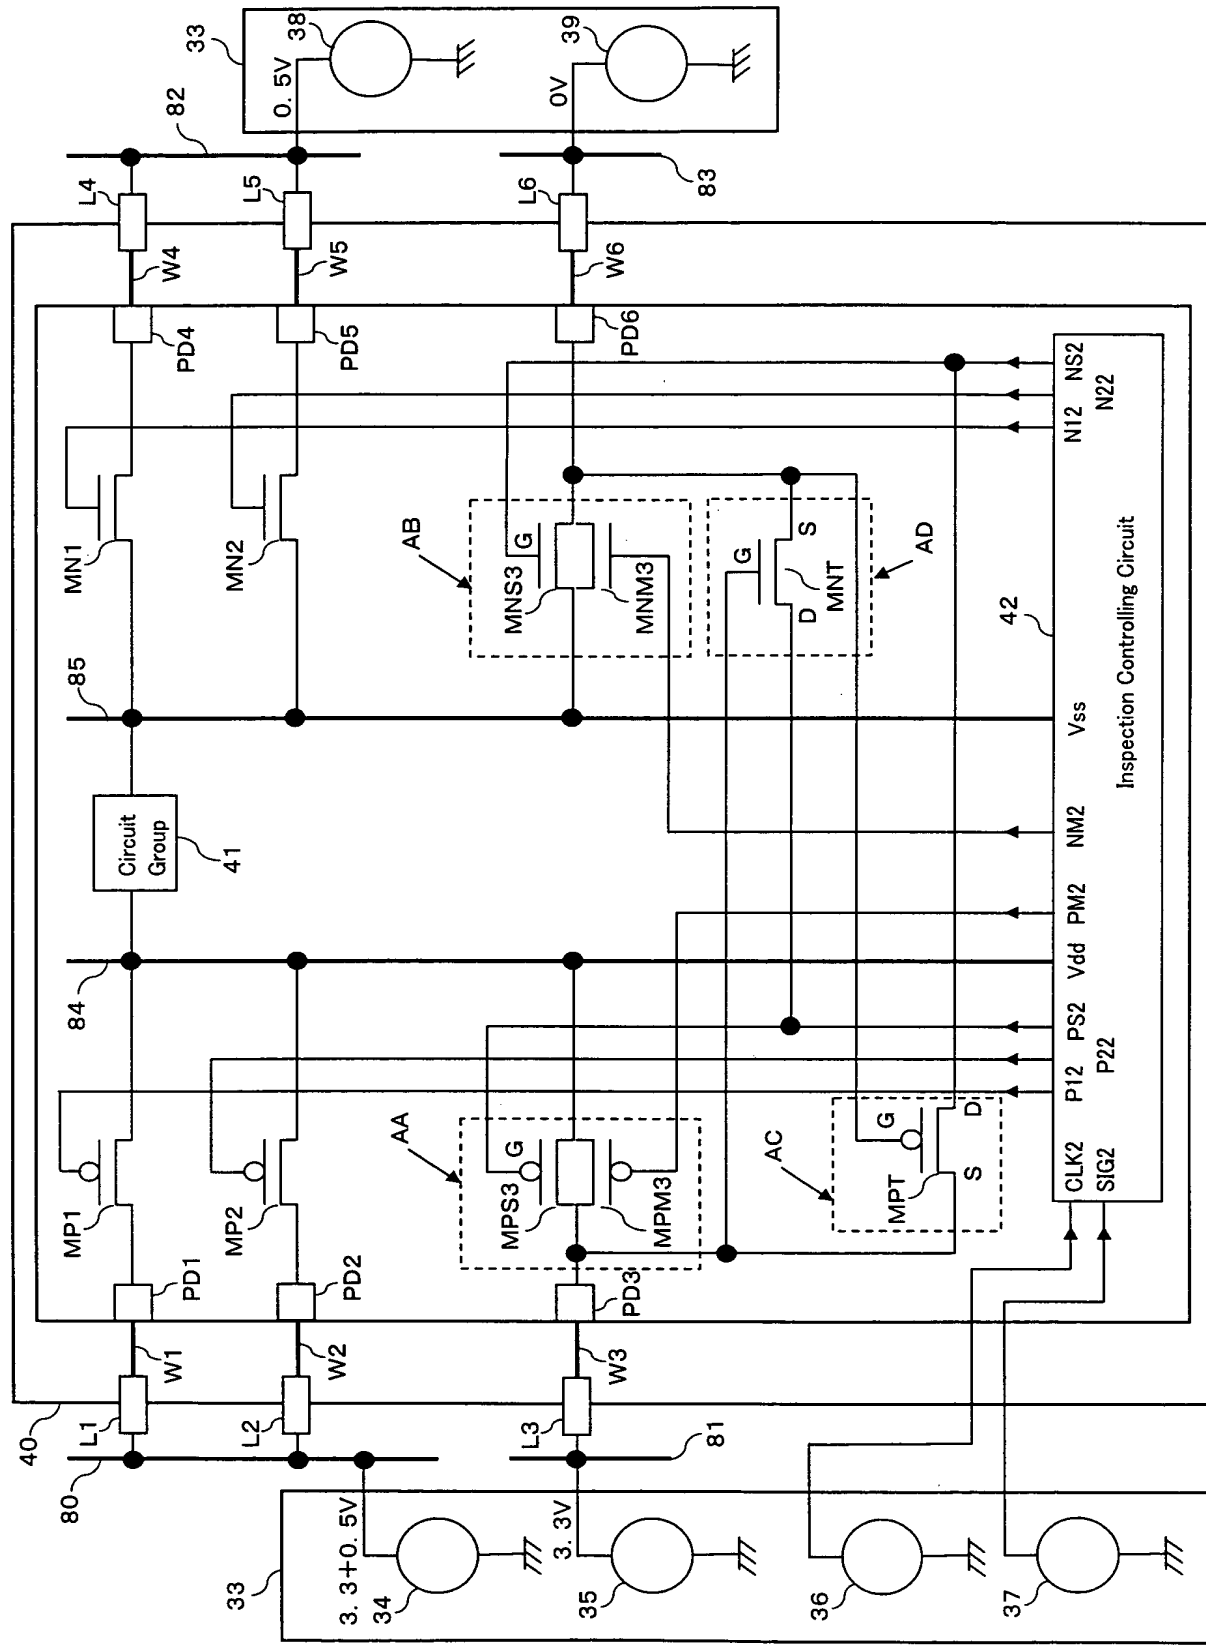 33
38
0. 5V
39
0V
82
83
L4
L5
L6
W4
W5
W6
PD4
PD5
PD6
MN1
MN2
AB
G
MNS3
MNM3
G
S
D
MNT
AD
85
Circuit
Group
41
84
MP1
MP2
AA
G
MPS3
MPM3
AC
G
MPT
S
D
PD1
PD2
PD3
W1
W2
W3
40
L1
L2
L3
80
81
33
3. 3+0. 5V
34
3. 3V
35
36
37
42
Inspection Controlling Circuit
CLK2
SIG2
P12
P22
PS2
Vdd
PM2
NM2
Vss
N12
N22
NS2